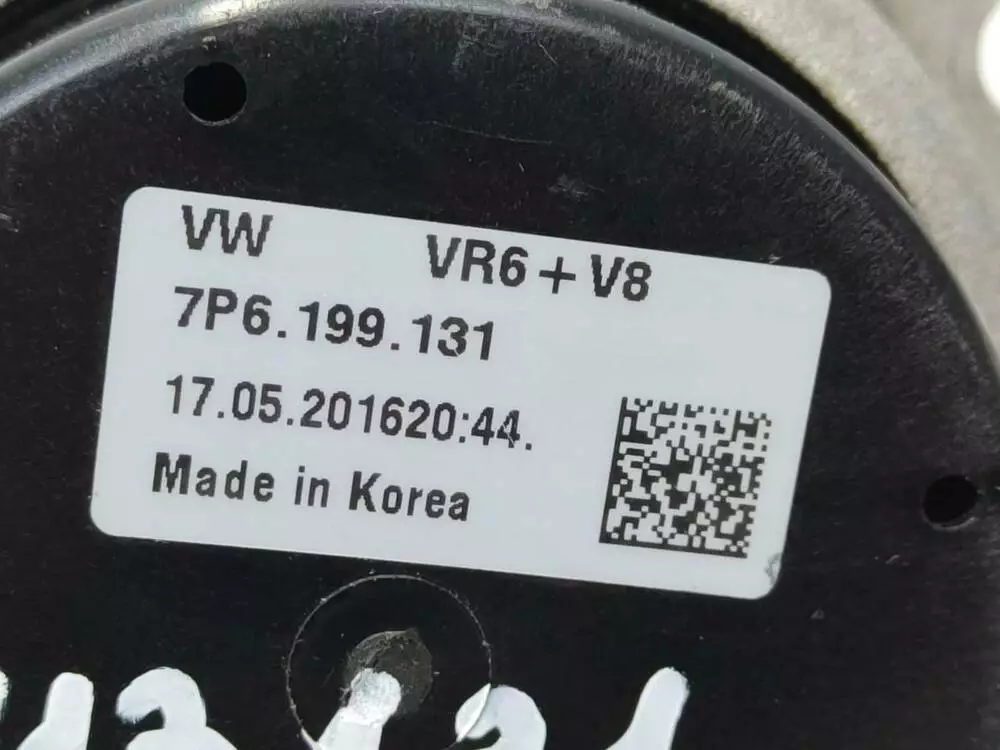 VW VR6+V8
7P6.199.131
17.05.201620:44.
Made in Korea